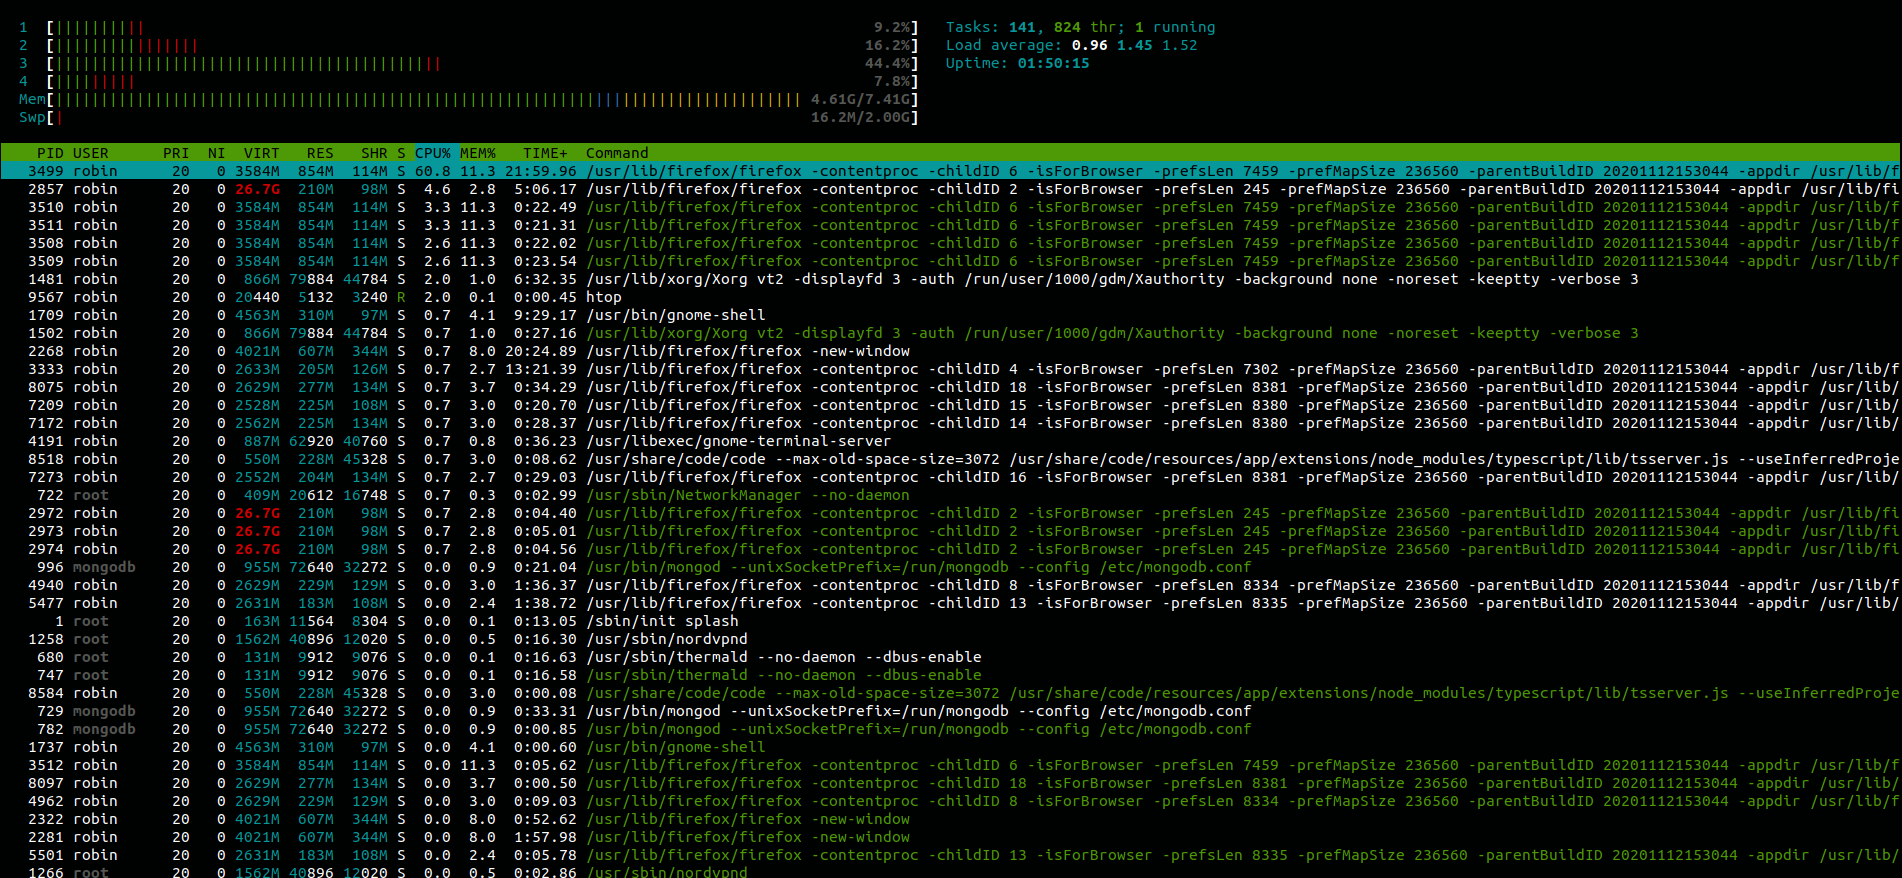 1 [|||||||||| 9.2%] Tasks: 141, 824 thr; 1 running
2 [|||||||||||||||| 16.2%] Load average: 0.96 1.45 1.52
3 [||||||||||||||||||||||||||||||||||||||||||| 44.4%] Uptime: 01:50:15
4 [||||||||| 7.8%]
Mem[||||||||||||||||||||||||||||||||||||||||||||||||||||||||||||||||||||||||||||||||||| 4.61G/7.41G]
Swp[| 16.2M/2.00G]
PID USER PRI NI VIRT RES SHR S CPU% MEM% TIME+ Command
3499 robin 20 0 3584M 854M 114M S 60.8 11.3 21:59.96 /usr/lib/firefox/firefox -contentproc -childID 6 -isForBrowser -prefsLen 7459 -prefMapSize 236560 -parentBuildID 20201112153044 -appdir /usr/lib/f
2857 robin 20 0 26.7G 210M 98M S 4.6 2.8 5:06.17 /usr/lib/firefox/firefox -contentproc -childID 2 -isForBrowser -prefsLen 245 -prefMapSize 236560 -parentBuildID 20201112153044 -appdir /usr/lib/fi
3510 robin 20 0 3584M 854M 114M S 3.3 11.3 0:22.49 /usr/lib/firefox/firefox -contentproc -childID 6 -isForBrowser -prefsLen 7459 -prefMapSize 236560 -parentBuildID 20201112153044 -appdir /usr/lib/f
3511 robin 20 0 3584M 854M 114M S 3.3 11.3 0:21.31 /usr/lib/firefox/firefox -contentproc -childID 6 -isForBrowser -prefsLen 7459 -prefMapSize 236560 -parentBuildID 20201112153044 -appdir /usr/lib/f
3508 robin 20 0 3584M 854M 114M S 2.6 11.3 0:22.02 /usr/lib/firefox/firefox -contentproc -childID 6 -isForBrowser -prefsLen 7459 -prefMapSize 236560 -parentBuildID 20201112153044 -appdir /usr/lib/f
3509 robin 20 0 3584M 854M 114M S 2.6 11.3 0:23.54 /usr/lib/firefox/firefox -contentproc -childID 6 -isForBrowser -prefsLen 7459 -prefMapSize 236560 -parentBuildID 20201112153044 -appdir /usr/lib/f
1481 robin 20 0 866M 79884 44784 S 2.0 1.0 6:32.35 /usr/lib/xorg/Xorg vt2 -displayfd 3 -auth /run/user/1000/gdm/Xauthority -background none -noreset -keeptty -verbose 3
9567 robin 20 0 20440 5132 3240 R 2.0 0.1 0:00.45 htop
1709 robin 20 0 4563M 310M 97M S 0.7 4.1 9:29.17 /usr/bin/gnome-shell
1502 robin 20 0 866M 79884 44784 S 0.7 1.0 0:27.16 /usr/lib/xorg/Xorg vt2 -displayfd 3 -auth /run/user/1000/gdm/Xauthority -background none -noreset -keeptty -verbose 3
2268 robin 20 0 4021M 607M 344M S 0.7 8.0 20:24.89 /usr/lib/firefox/firefox -new-window
3333 robin 20 0 2633M 205M 126M S 0.7 2.7 13:21.39 /usr/lib/firefox/firefox -contentproc -childID 4 -isForBrowser -prefsLen 7302 -prefMapSize 236560 -parentBuildID 20201112153044 -appdir /usr/lib/f
8075 robin 20 0 2629M 277M 134M S 0.7 3.7 0:34.29 /usr/lib/firefox/firefox -contentproc -childID 18 -isForBrowser -prefsLen 8381 -prefMapSize 236560 -parentBuildID 20201112153044 -appdir /usr/lib/
7209 robin 20 0 2528M 225M 108M S 0.7 3.0 0:20.70 /usr/lib/firefox/firefox -contentproc -childID 15 -isForBrowser -prefsLen 8380 -prefMapSize 236560 -parentBuildID 20201112153044 -appdir /usr/lib/
7172 robin 20 0 2562M 225M 134M S 0.7 3.0 0:28.37 /usr/lib/firefox/firefox -contentproc -childID 14 -isForBrowser -prefsLen 8380 -prefMapSize 236560 -parentBuildID 20201112153044 -appdir /usr/lib/
4191 robin 20 0 887M 62920 40760 S 0.7 0.8 0:36.23 /usr/libexec/gnome-terminal-server
8518 robin 20 0 550M 228M 45328 S 0.7 3.0 0:08.62 /usr/share/code/code --max-old-space-size=3072 /usr/share/code/resources/app/extensions/node_modules/typescript/lib/tsserver.js --useInferredProje
7273 robin 20 0 2552M 204M 134M S 0.7 2.7 0:29.03 /usr/lib/firefox/firefox -contentproc -childID 16 -isForBrowser -prefsLen 8381 -prefMapSize 236560 -parentBuildID 20201112153044 -appdir /usr/lib/
722 root 20 0 409M 20612 16748 S 0.7 0.3 0:02.99 /usr/sbin/NetworkManager --no-daemon
2972 robin 20 0 26.7G 210M 98M S 0.7 2.8 0:04.40 /usr/lib/firefox/firefox -contentproc -childID 2 -isForBrowser -prefsLen 245 -prefMapSize 236560 -parentBuildID 20201112153044 -appdir /usr/lib/fi
2973 robin 20 0 26.7G 210M 98M S 0.7 2.8 0:05.01 /usr/lib/firefox/firefox -contentproc -childID 2 -isForBrowser -prefsLen 245 -prefMapSize 236560 -parentBuildID 20201112153044 -appdir /usr/lib/fi
2974 robin 20 0 26.7G 210M 98M S 0.7 2.8 0:04.56 /usr/lib/firefox/firefox -contentproc -childID 2 -isForBrowser -prefsLen 245 -prefMapSize 236560 -parentBuildID 20201112153044 -appdir /usr/lib/fi
996 mongodb 20 0 955M 72640 32272 S 0.0 0.9 0:21.04 /usr/bin/mongod --unixSocketPrefix=/run/mongodb --config /etc/mongodb.conf
4940 robin 20 0 2629M 229M 129M S 0.0 3.0 1:36.37 /usr/lib/firefox/firefox -contentproc -childID 8 -isForBrowser -prefsLen 8334 -prefMapSize 236560 -parentBuildID 20201112153044 -appdir /usr/lib/f
5477 robin 20 0 2631M 183M 108M S 0.0 2.4 1:38.72 /usr/lib/firefox/firefox -contentproc -childID 13 -isForBrowser -prefsLen 8335 -prefMapSize 236560 -parentBuildID 20201112153044 -appdir /usr/lib/
1 root 20 0 163M 11564 8304 S 0.0 0.1 0:13.05 /sbin/init splash
1258 root 20 0 1562M 40896 12020 S 0.0 0.5 0:16.30 /usr/sbin/nordvpnd
680 root 20 0 131M 9912 9076 S 0.0 0.1 0:16.63 /usr/sbin/thermald --no-daemon --dbus-enable
747 root 20 0 131M 9912 9076 S 0.0 0.1 0:16.58 /usr/sbin/thermald --no-daemon --dbus-enable
8584 robin 20 0 550M 228M 45328 S 0.0 3.0 0:00.08 /usr/share/code/code --max-old-space-size=3072 /usr/share/code/resources/app/extensions/node_modules/typescript/lib/tsserver.js --useInferredProje
729 mongodb 20 0 955M 72640 32272 S 0.0 0.9 0:33.31 /usr/bin/mongod --unixSocketPrefix=/run/mongodb --config /etc/mongodb.conf
782 mongodb 20 0 955M 72640 32272 S 0.0 0.9 0:00.85 /usr/bin/mongod --unixSocketPrefix=/run/mongodb --config /etc/mongodb.conf
1737 robin 20 0 4563M 310M 97M S 0.0 4.1 0:00.60 /usr/bin/gnome-shell
3512 robin 20 0 3584M 854M 114M S 0.0 11.3 0:05.62 /usr/lib/firefox/firefox -contentproc -childID 6 -isForBrowser -prefsLen 7459 -prefMapSize 236560 -parentBuildID 20201112153044 -appdir /usr/lib/f
8097 robin 20 0 2629M 277M 134M S 0.0 3.7 0:00.50 /usr/lib/firefox/firefox -contentproc -childID 18 -isForBrowser -prefsLen 8381 -prefMapSize 236560 -parentBuildID 20201112153044 -appdir /usr/lib/
4962 robin 20 0 2629M 229M 129M S 0.0 3.0 0:09.03 /usr/lib/firefox/firefox -contentproc -childID 8 -isForBrowser -prefsLen 8334 -prefMapSize 236560 -parentBuildID 20201112153044 -appdir /usr/lib/f
2322 robin 20 0 4021M 607M 344M S 0.0 8.0 0:52.62 /usr/lib/firefox/firefox -new-window
2281 robin 20 0 4021M 607M 344M S 0.0 8.0 1:57.98 /usr/lib/firefox/firefox -new-window
5501 robin 20 0 2631M 183M 108M S 0.0 2.4 0:05.78 /usr/lib/firefox/firefox -contentproc -childID 13 -isForBrowser -prefsLen 8335 -prefMapSize 236560 -parentBuildID 20201112153044 -appdir /usr/lib/
1266 root 20 0 1562M 40896 12020 S 0.0 0.5 0:02.86 /usr/sbin/nordvpnd